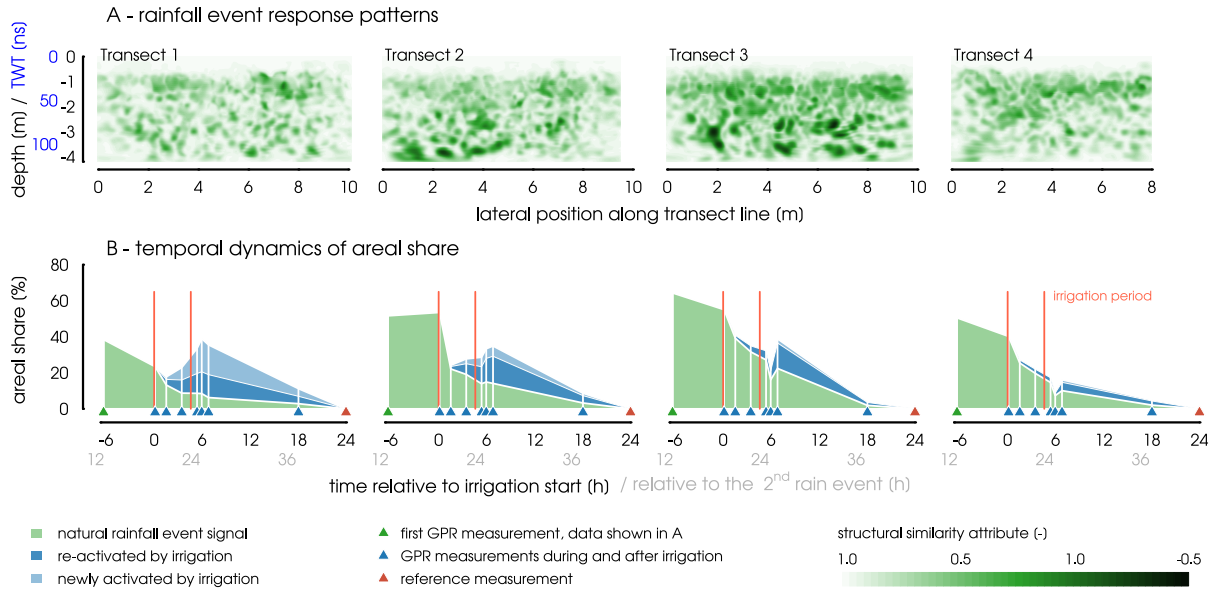 A - rainfall event response patterns
depth (m) / TWT (ns)
0 0
-1
50
-2
-3
100
-4
Transect 1
Transect 2
Transect 3
Transect 4
0 2 4 6 8 10
0 2 4 6 8 10
0 2 4 6 8 10
0 2 4 6 8
lateral position along transect line (m)
B - temporal dynamics of areal share
areal share (%)
80
60
40
20
0
irrigation period
-6 0 6 12 18 24
-6 0 6 12 18 24
-6 0 6 12 18 24
-6 0 6 12 18 24
12 24 36
12 24 36
12 24 36
12 24 36
time relative to irrigation start (h) / relative to the 2nd rain event (h)
natural rainfall event signal
re-activated by irrigation
newly activated by irrigation
first GPR measurement, data shown in A
GPR measurements during and after irrigation
reference measurement
structural similarity attribute (-)
1.0 0.5 1.0 -0.5